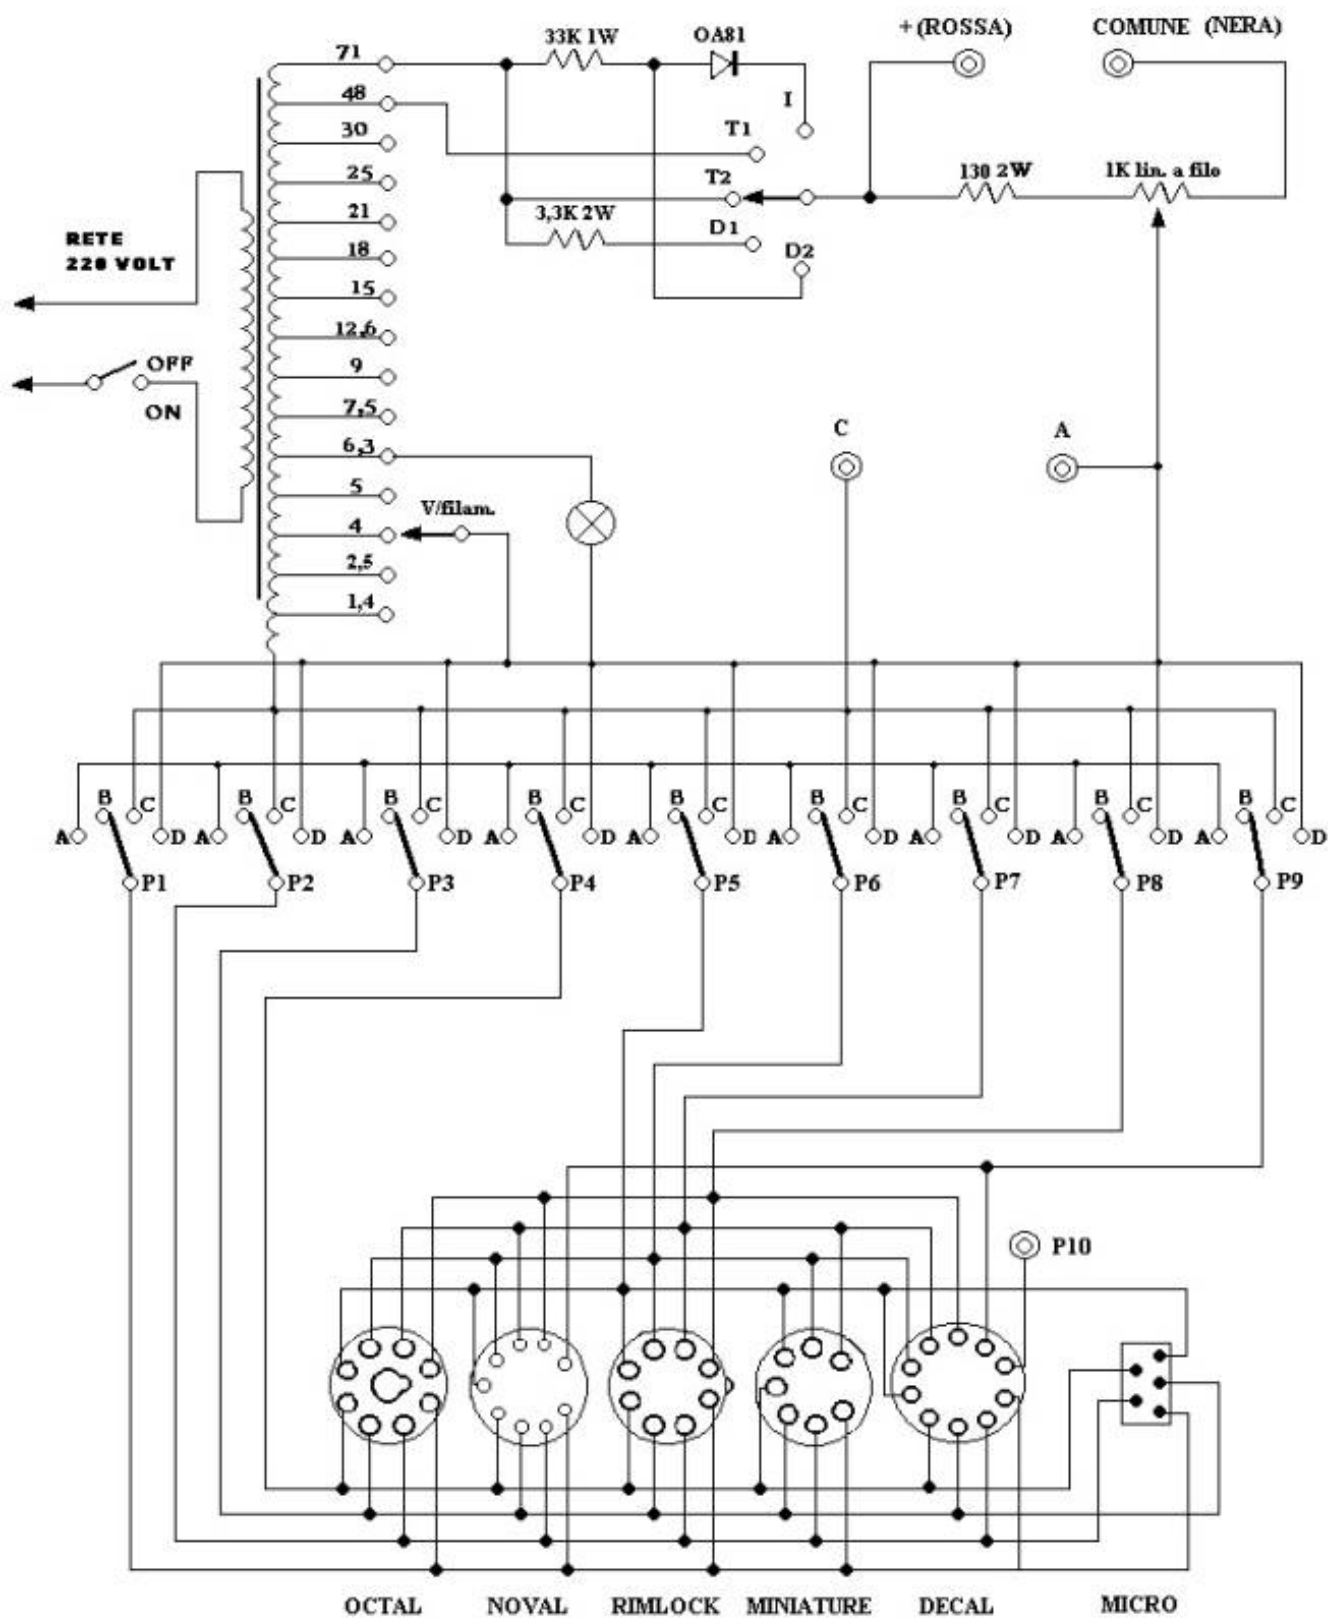 +(ROSSA) COMUNE (NERA)
71 33K 1W OA81
48 I
30 T1
25 T2 130 2W 1K lin. a filo
21 3,3K 2W D1
RETE
220 VOLT
18 D2
15
12,6
OFF 9
ON 7,5 C A
6,3
5 V/filam.
4
2,5
1,4
B C B C B C B C B C B C B C B C B C
A D A D A D A D A D A D A D A D A D
P1 P2 P3 P4 P5 P6 P7 P8 P9
P10
OCTAL NOVAL RIMLOCK MINIATURE DECAL MICRO